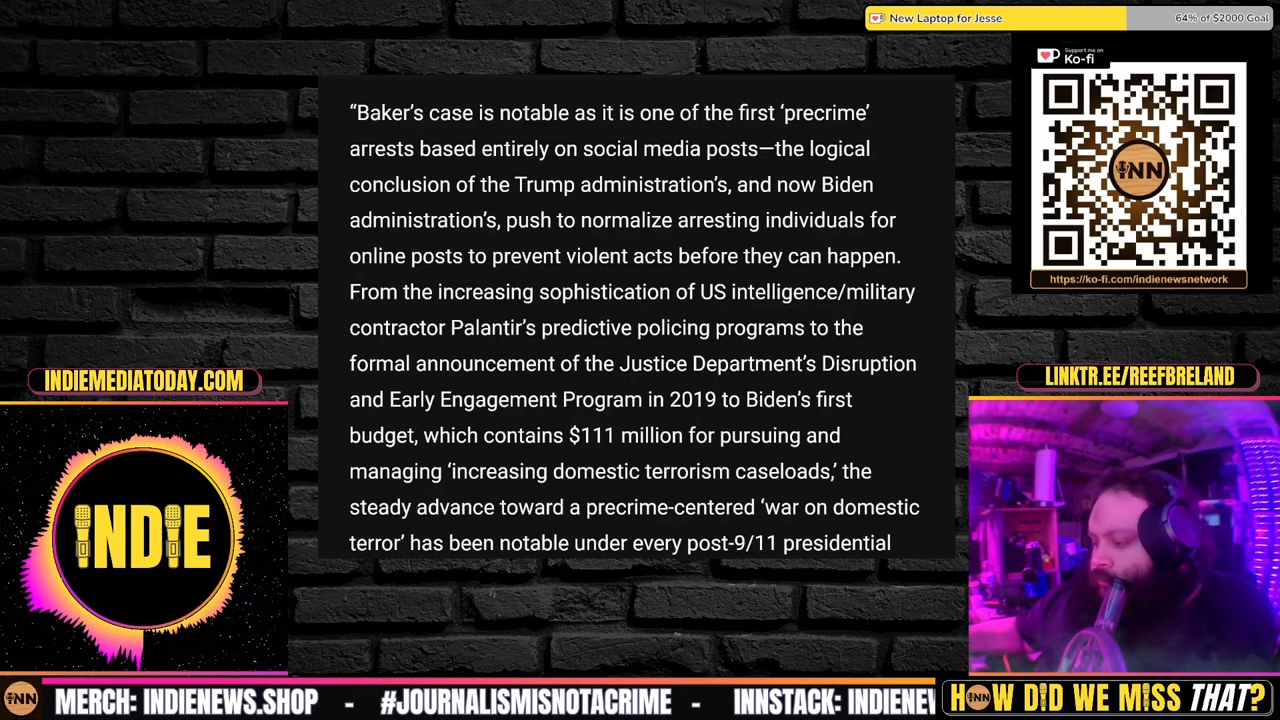 New Laptop for Jesse
64% of $2000 Goal
Support me on
Ko-fi
“Baker’s case is notable as it is one of the first ‘precrime’
arrests based entirely on social media posts—the logical
conclusion of the Trump administration’s, and now Biden
administration’s, push to normalize arresting individuals for
online posts to prevent violent acts before they can happen.
From the increasing sophistication of US intelligence/military
contractor Palantir’s predictive policing programs to the
formal announcement of the Justice Department’s Disruption
and Early Engagement Program in 2019 to Biden’s first
budget, which contains $111 million for pursuing and
managing ‘increasing domestic terrorism caseloads,’ the
steady advance toward a precrime-centered ‘war on domestic
terror’ has been notable under every post-9/11 presidential
INN
https://ko-fi.com/indienewsnetwork
INDIEMEDIATODAY.COM
LINKTR.EE/REEFBRELAND
INDIE
INN
MERCH: INDIENEWS.SHOP - #JOURNALISMISNOTACRIME - INNSTACK: INDIENEW
HOW DID WE MISS THAT?